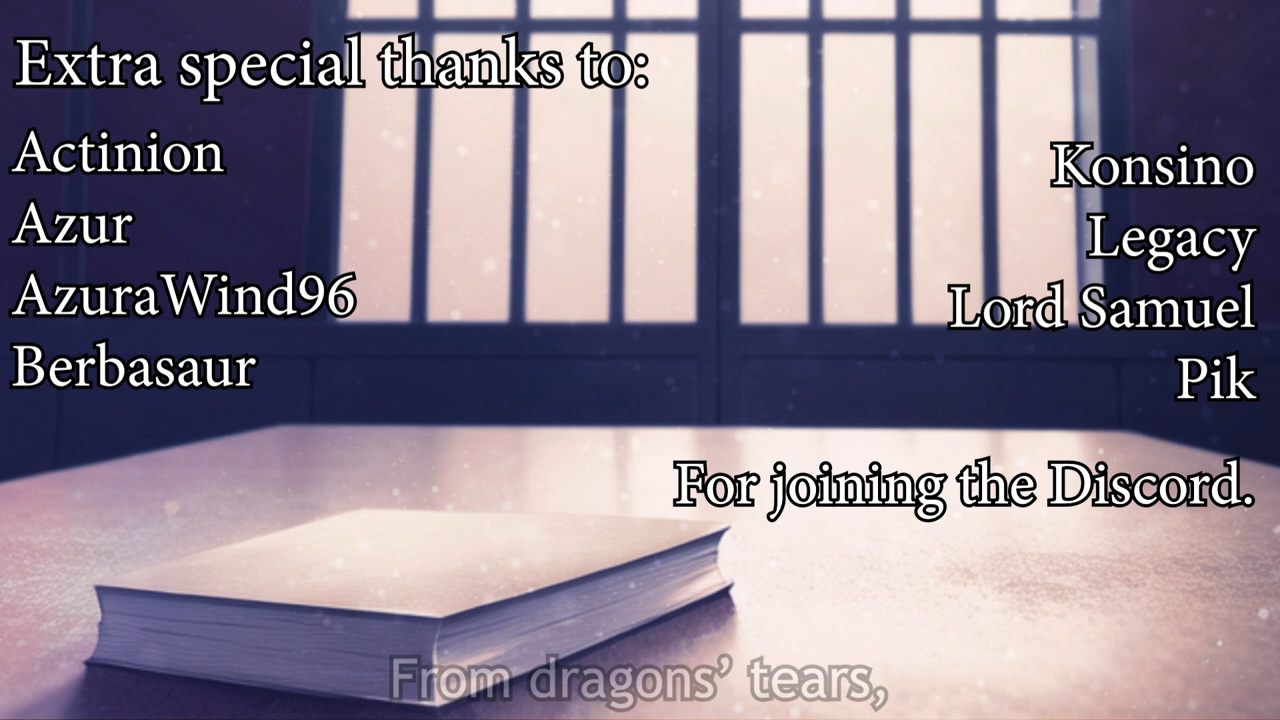 Extra special thanks to:
Actinion
Azur
AzuraWind96
Berbasaur
Konsino
Legacy
Lord Samuel
Pik
For joining the Discord.
From dragons’ tears,